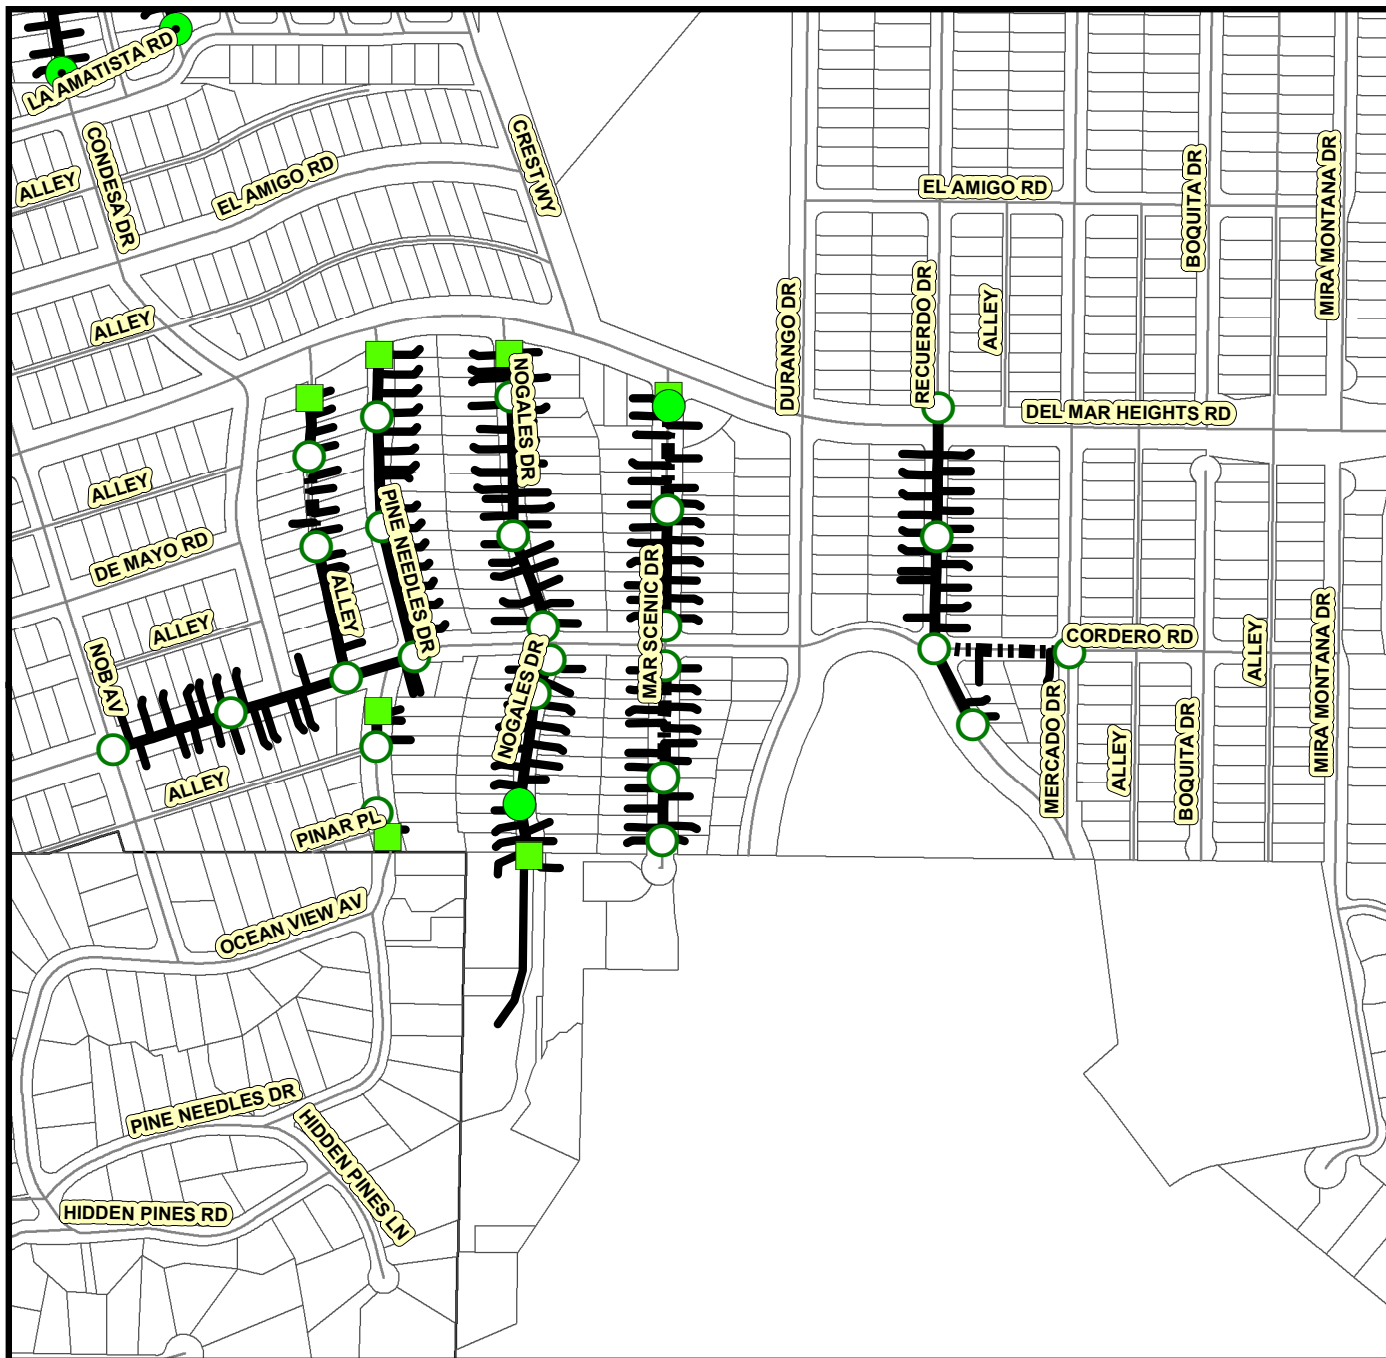 LA AMATISTA RD
CONDESA DR
CREST WY
ALLEY
EL AMIGO RD
EL AMIGO RD
BOQUITA DR
MIRA MONTANA DR
ALLEY
DURANGO DR
RECUERDO DR
ALLEY
NOGALES DR
DEL MAR HEIGHTS RD
ALLEY
PINE NEEDLES DR
DE MAYO RD
ALLEY
MAR SCENIC DR
ALLEY
NOB AV
NOGALES DR
CORDERO RD
ALLEY
MIRA MONTANA DR
MERCADO DR
ALLEY
BOQUITA DR
ALLEY
PINAR PL
OCEAN VIEW AV
PINE NEEDLES DR
HIDDEN PINES LN
HIDDEN PINES RD